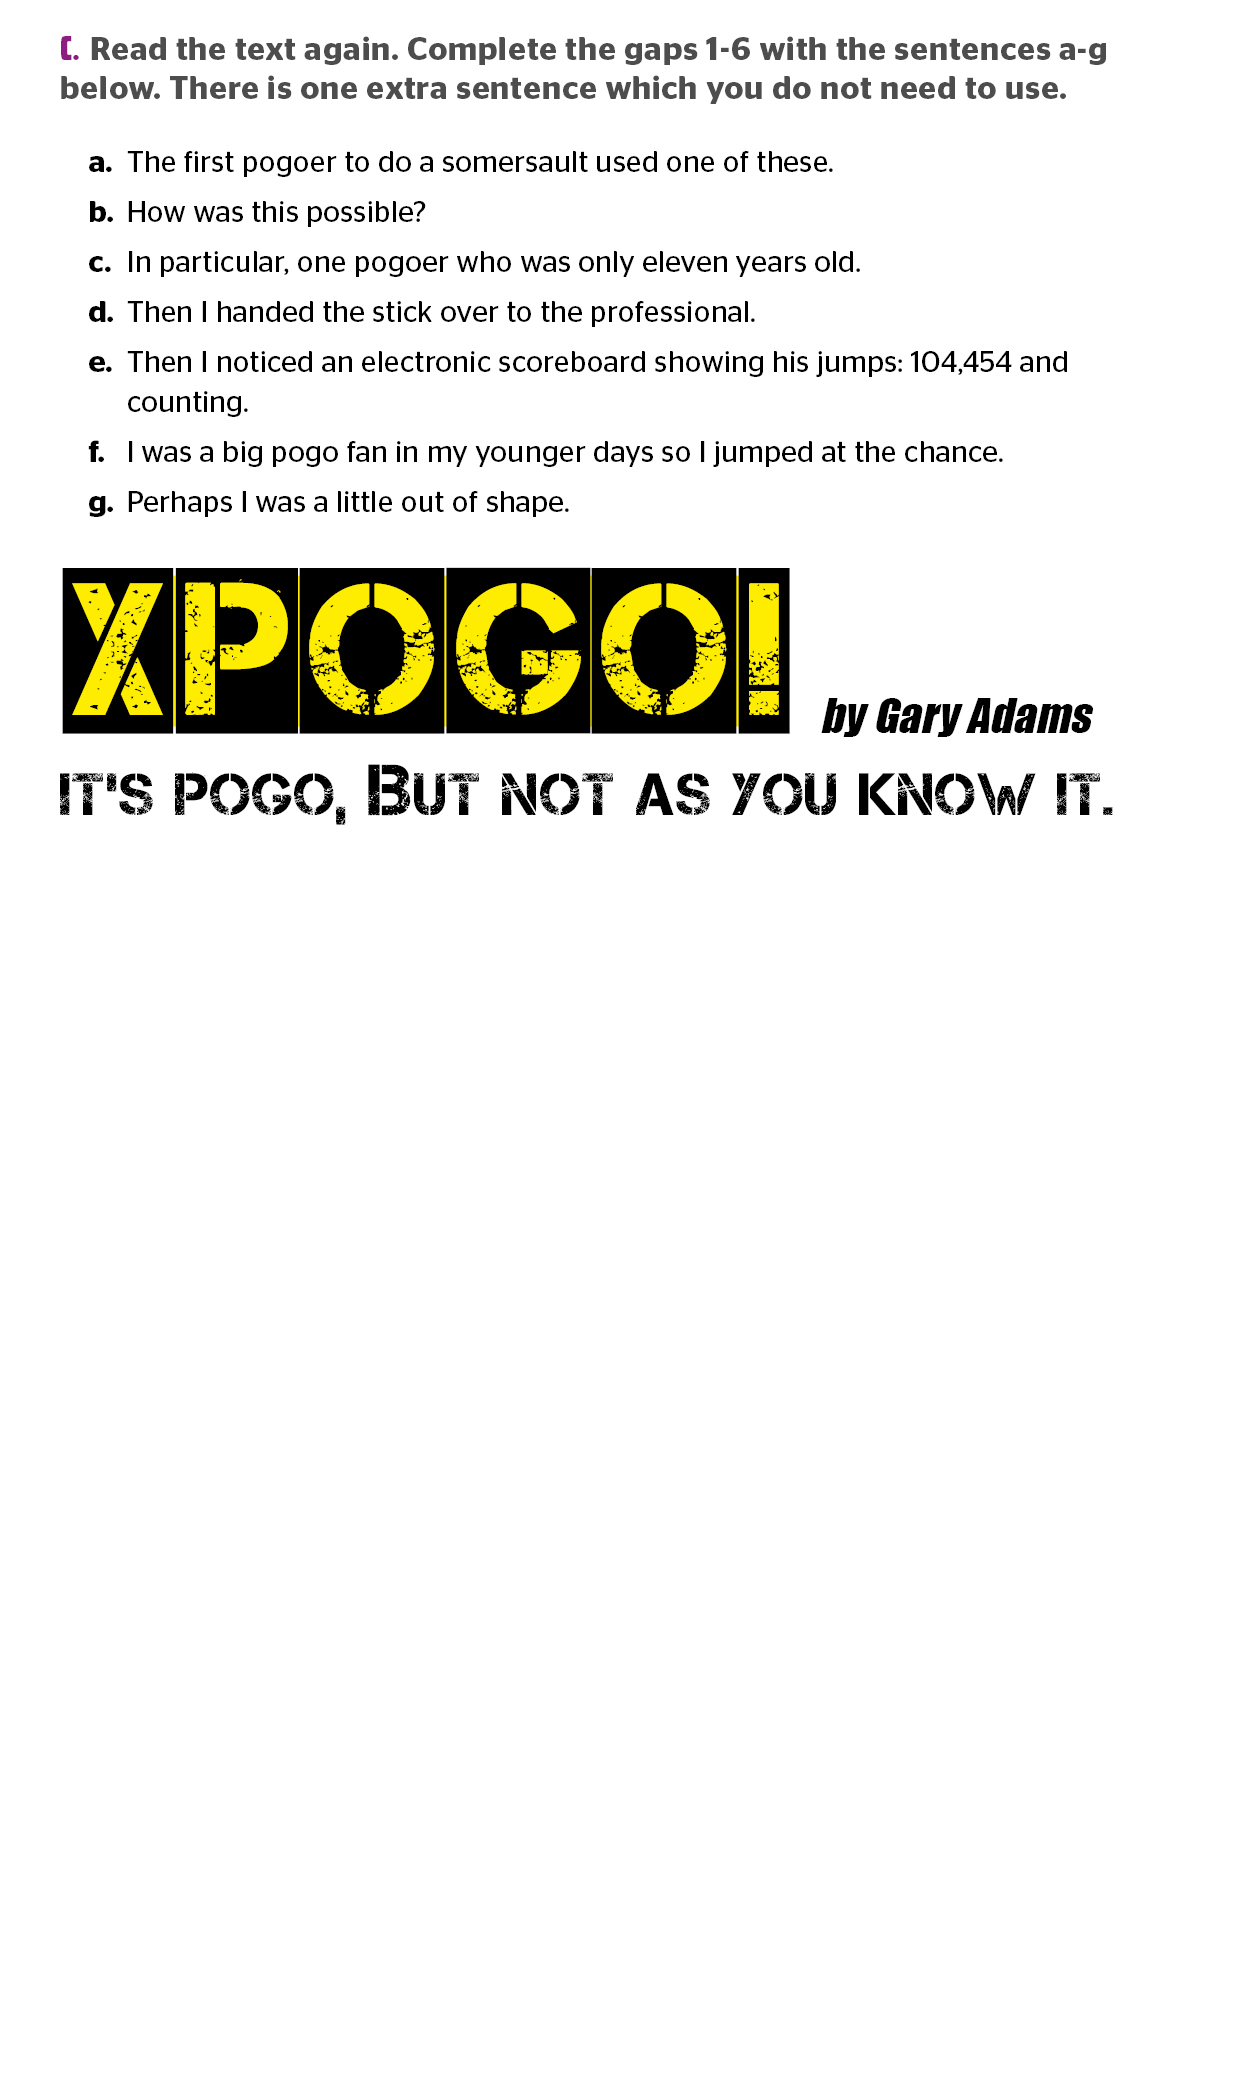 C. Read the text again. Complete the gaps 1-6 with the sentences a-g
below. There is one extra sentence which you do not need to use.
a. The first pogoer to do a somersault used one of these.
b. How was this possible?
c. In particular, one pogoer who was only eleven years old.
d. Then I handed the stick over to the professional.
e. Then I noticed an electronic scoreboard showing his jumps: 104,454 and
counting.
f. I was a big pogo fan in my younger days so I jumped at the chance.
g. Perhaps I was a little out of shape.
XPOGO!
by Gary Adams
IT'S POGO, BUT NOT AS YOU KNOW IT.